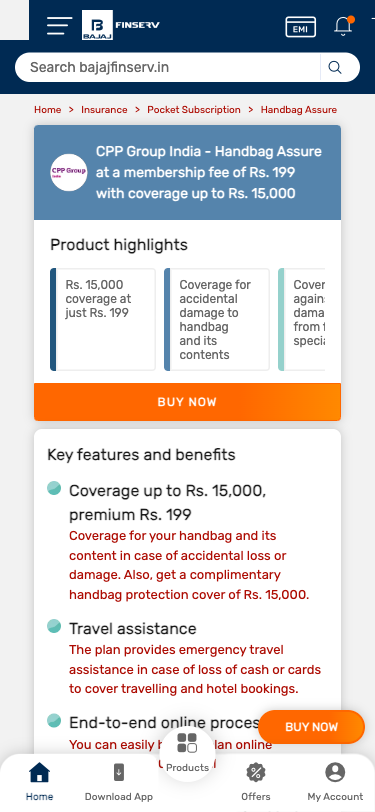 B
BAJAJ
FINSERV
EMI
Search bajajfinserv.in
Home > Insurance > Pocket Subscription > Handbag Assure
CPP Group
India
CPP Group India - Handbag Assure
at a membership fee of Rs. 199
with coverage up to Rs. 15,000
Product highlights
Rs. 15,000
coverage at
just Rs. 199
Coverage for
accidental
damage to
handbag
and its
contents
Cover
again
dama
from f
specia
BUY NOW
Key features and benefits
Coverage up to Rs. 15,000,
premium Rs. 199
Coverage for your handbag and its
content in case of accidental loss or
damage. Also, get a complimentary
handbag protection cover of Rs. 15,000.
Travel assistance
The plan provides emergency travel
assistance in case of loss of cash or cards
to cover travelling and hotel bookings.
End-to-end online proces
BUY NOW
You can easily b lan online
Home
Download App
Products
Offers
My Account